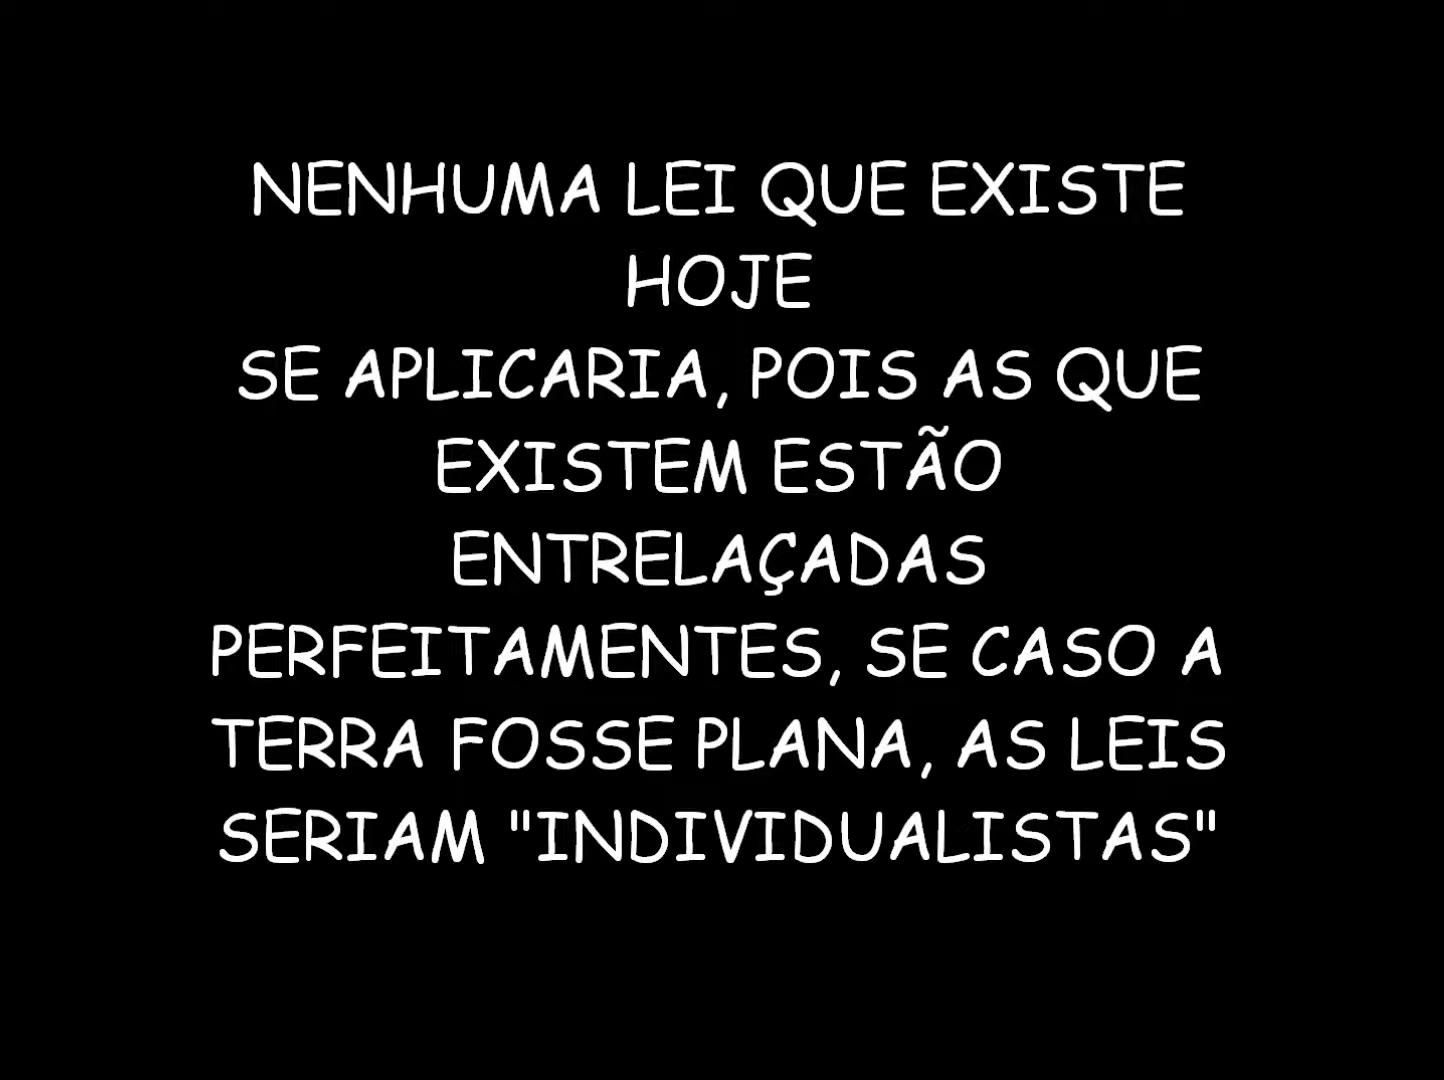 NENHUMA LEI QUE EXISTE
HOJE
SE APLICARIA, POIS AS QUE
EXISTEM ESTÃO
ENTRELAÇADAS
PERFEITAMENTES, SE CASO A
TERRA FOSSE PLANA, AS LEIS
SERIAM "INDIVIDUALISTAS"